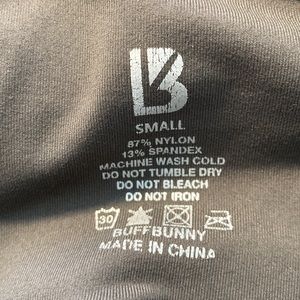 B
SMALL
87% NYLON
13% SPANDEX
MACHINE WASH COLD
DO NOT TUMBLE DRY
DO NOT BLEACH
DO NOT IRON
30
BUFFBUNNY
MADE IN CHINA